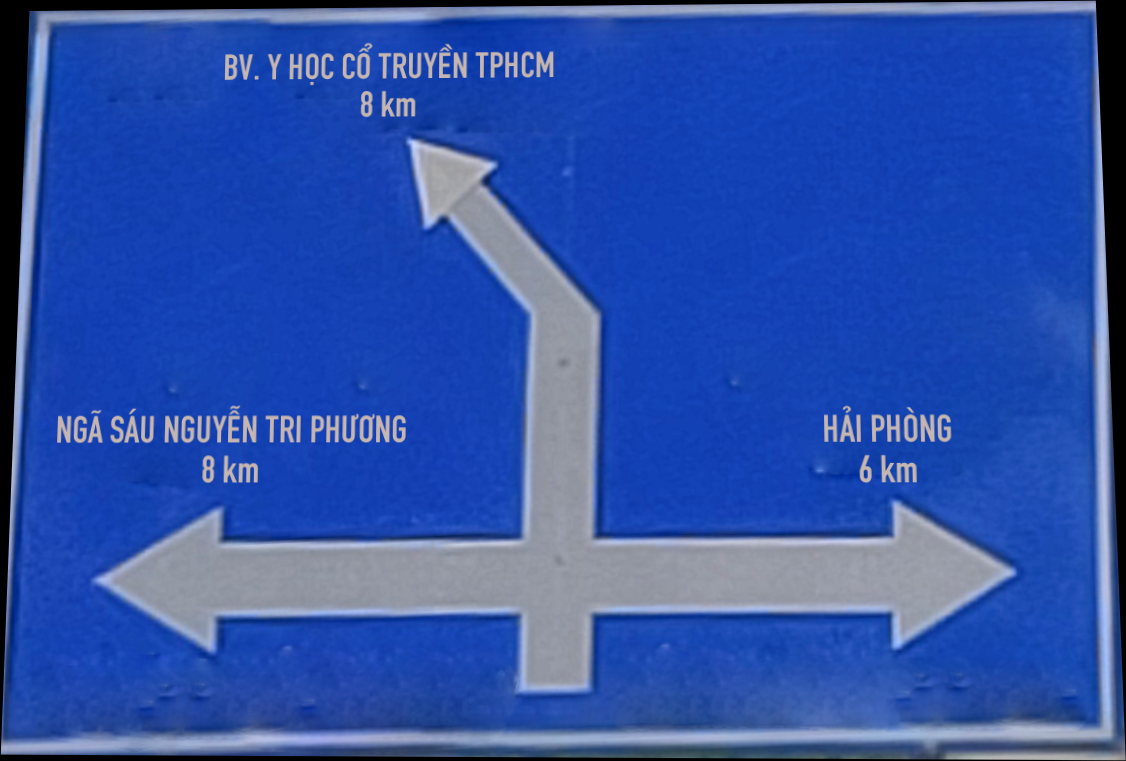 BV. Y HỌC CỔ TRUYỀN TPHCM
8 km
NGÃ SÁU NGUYỄN TRI PHƯƠNG
8 km
HẢI PHÒNG
6 km